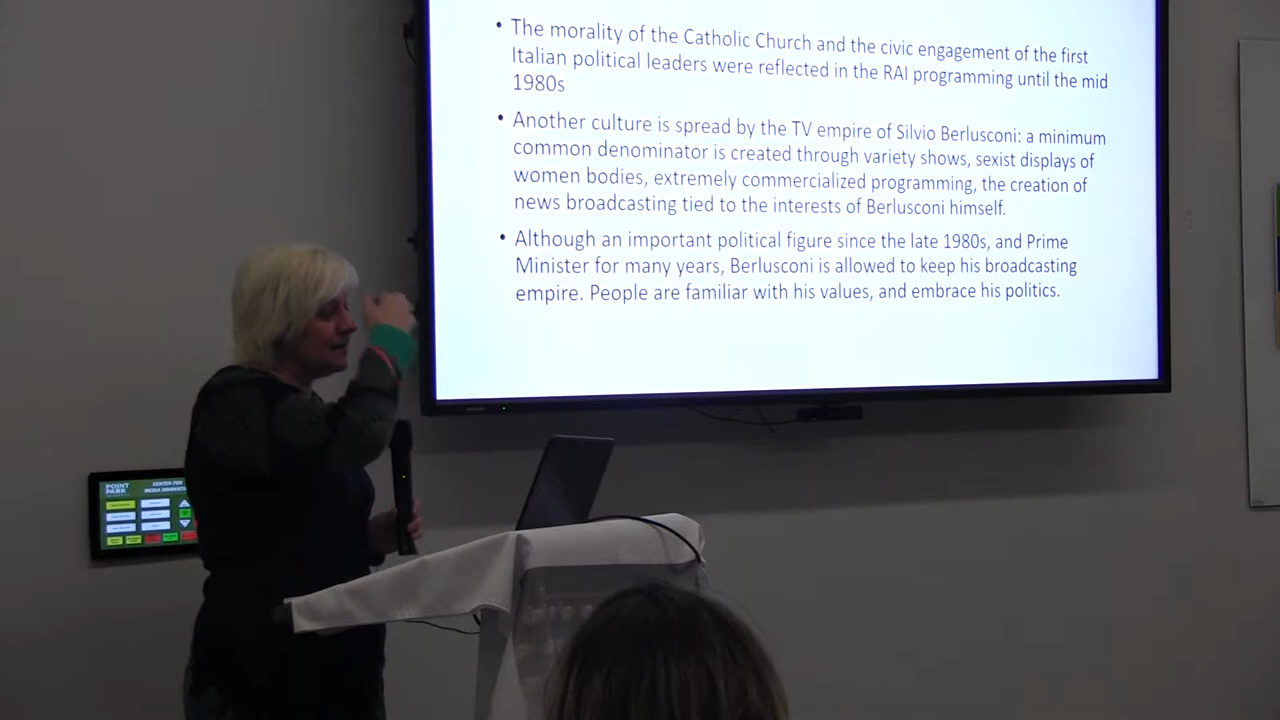 • The morality of the Catholic Church and the civic engagement of the first
Italian political leaders were reflected in the RAI programming until the mid
1980s
• Another culture is spread by the TV empire of Silvio Berlusconi: a minimum
common denominator is created through variety shows, sexist displays of
women bodies, extremely commercialized programming, the creation of
news broadcasting tied to the interests of Berlusconi himself.
• Although an important political figure since the late 1980s, and Prime
Minister for many years, Berlusconi is allowed to keep his broadcasting
empire. People are familiar with his values, and embrace his politics.
POINT
PARK
CENTER FOR
MEDIA